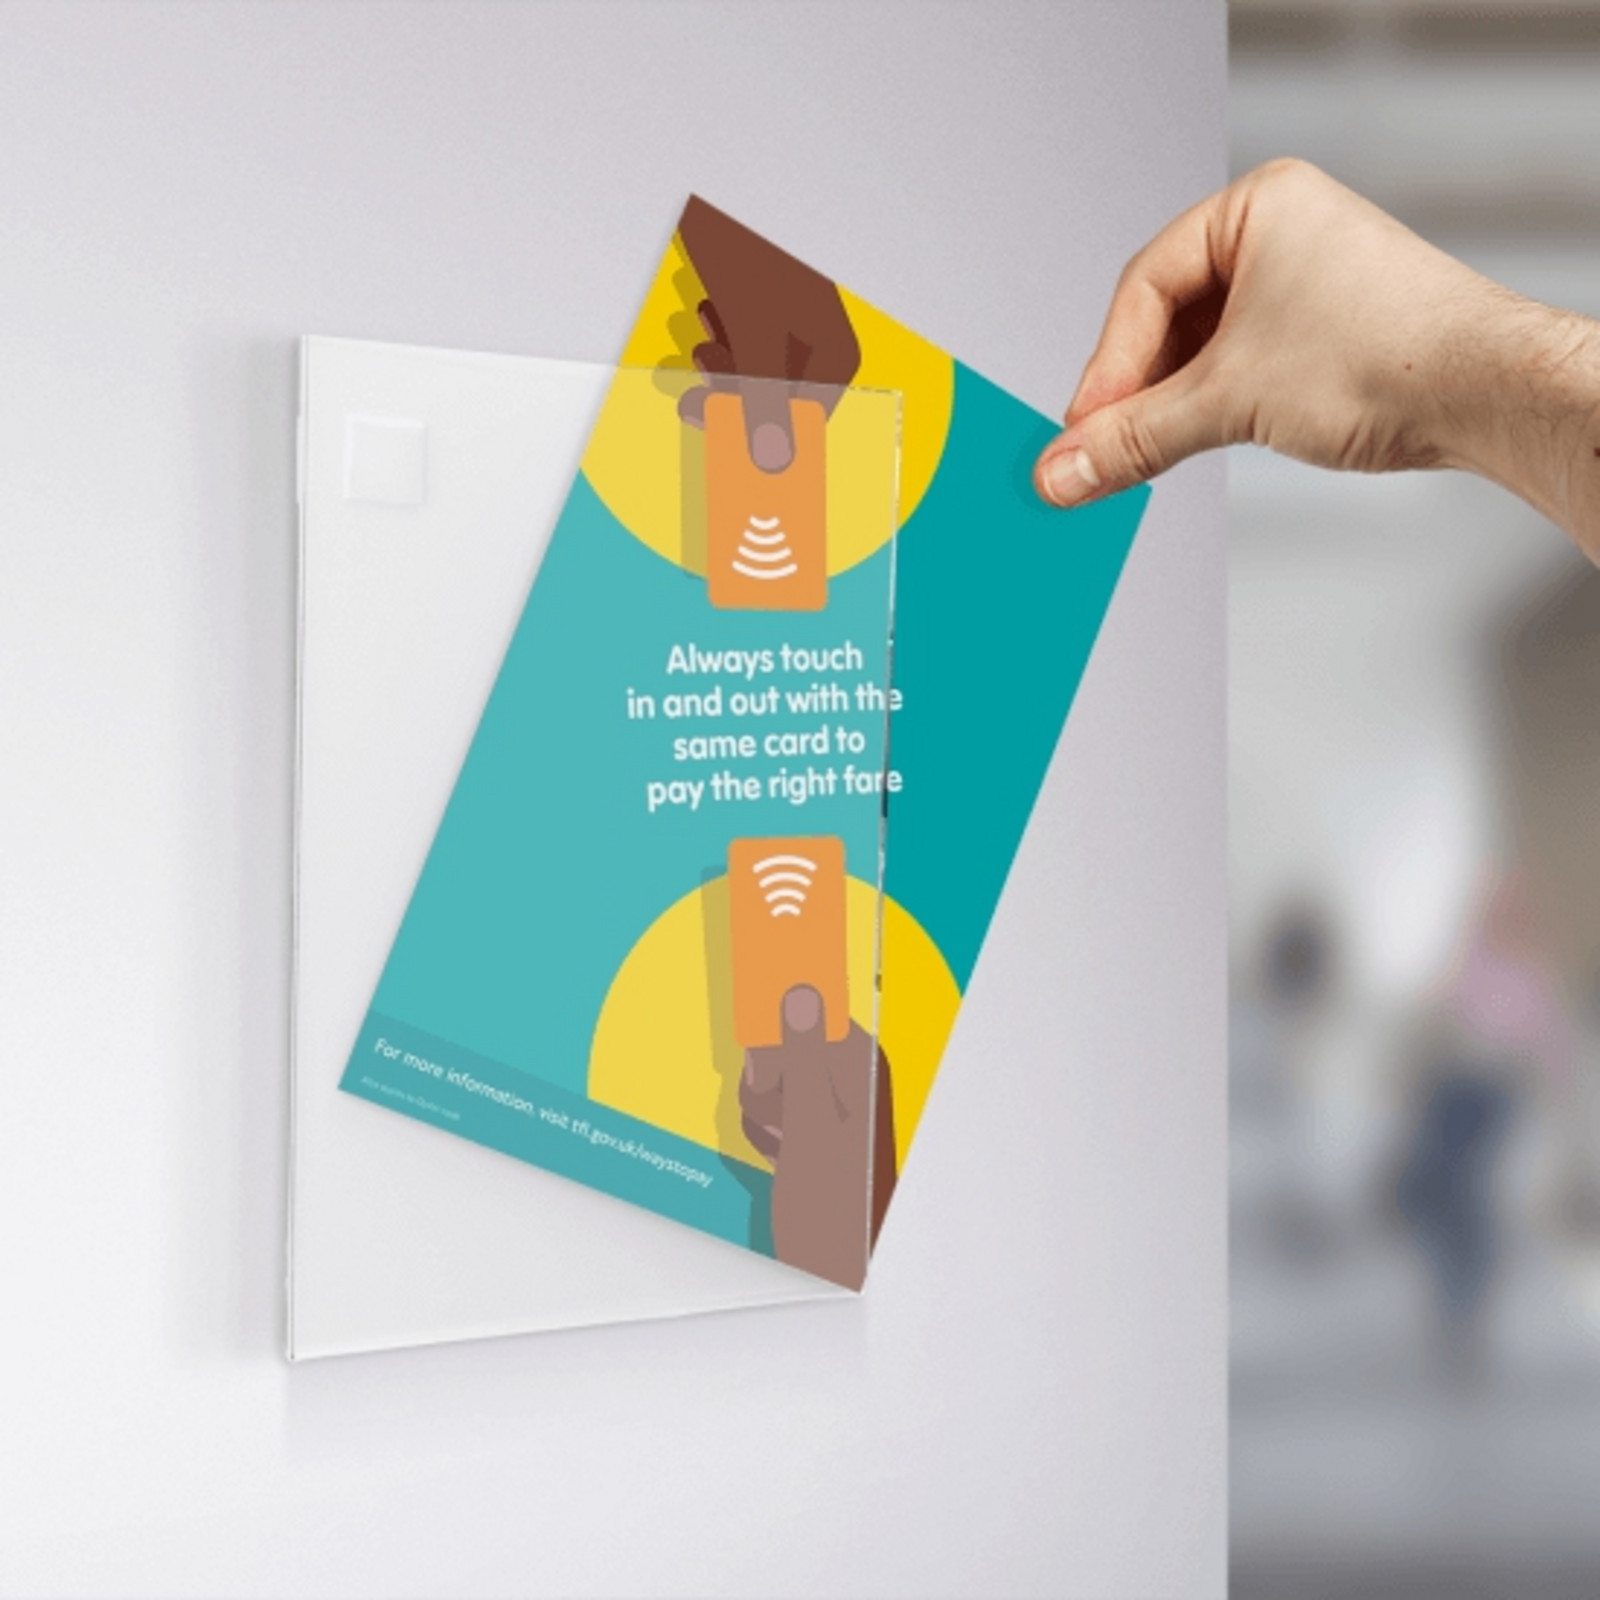 Always touch
in and out with the
same card to
pay the right fare
For more information, visit tfl.gov.uk/waystopay